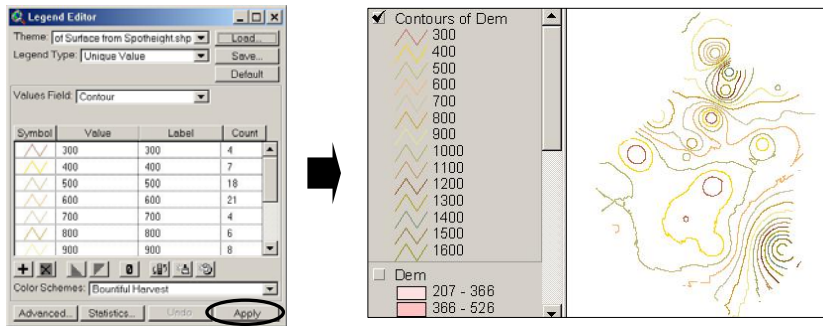 Legend Editor
Theme: of Surface from Spotheight.shp Load...
Legend Type: Unique Value Save...
Default
Values Field: Contour
Symbol Value Label Count
300 300 4
400 400 7
500 500 18
600 600 21
700 700 4
800 800 6
900 900 8
Color Schemes: Bountiful Harvest
Advanced... Statistics... Undo Apply
Contours of Dem
300
400
500
600
700
800
900
1000
1100
1200
1300
1400
1500
1600
Dem
207 - 366
366 - 526